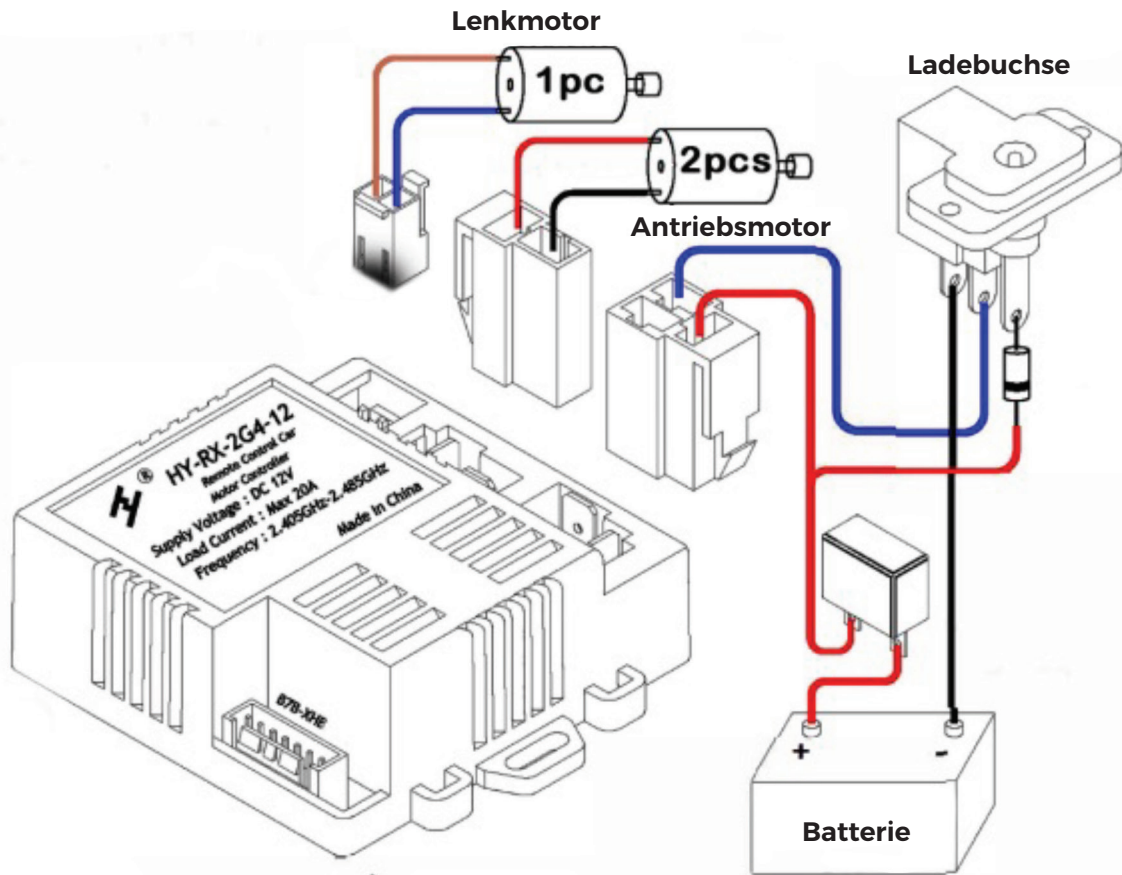 Lenkmotor
1pc
Ladebuchse
2pcs
Antriebsmotor
HY-RX-2G4-12
Remote Control Car
Motor Controller
Supply Voltage : DC 12V
Load Current : Max 20A
Frequency : 2.405GHz-2.485GHz
Made In China
®
B7B-XHE
+ -
Batterie